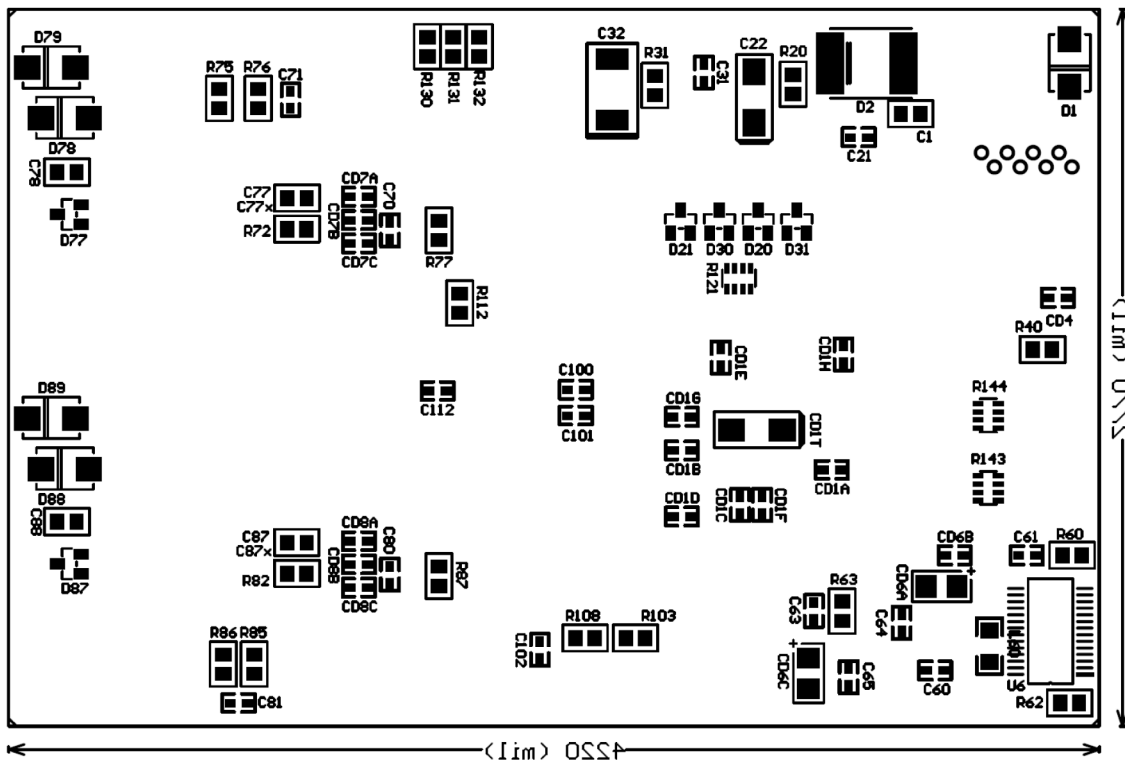 D79
R75
R76
C71
R130
R131
R132
C32
R31
C31
C22
R20
D2
C1
C21
D1
D78
C78
D77
C77
C77x
R72
CD7A
CD7B
CD7C
C70
R77
R112
D21
D30
D20
D31
R121
CD4
R40
CD1E
CD1H
D89
C112
C100
C101
CD1G
CD1B
CD1T
CD1A
R144
R143
D88
C88
D87
C87
C87x
R82
CD8A
CD8B
CD8C
C80
R87
CD1D
CD1C
CD1F
CD6B
C61
R60
CD6A
+
R63
C63
C64
R86
R85
C81
C102
R108
R103
+
CD6C
C65
C60
U6
R62
4220 (mil)
2770 (mil)